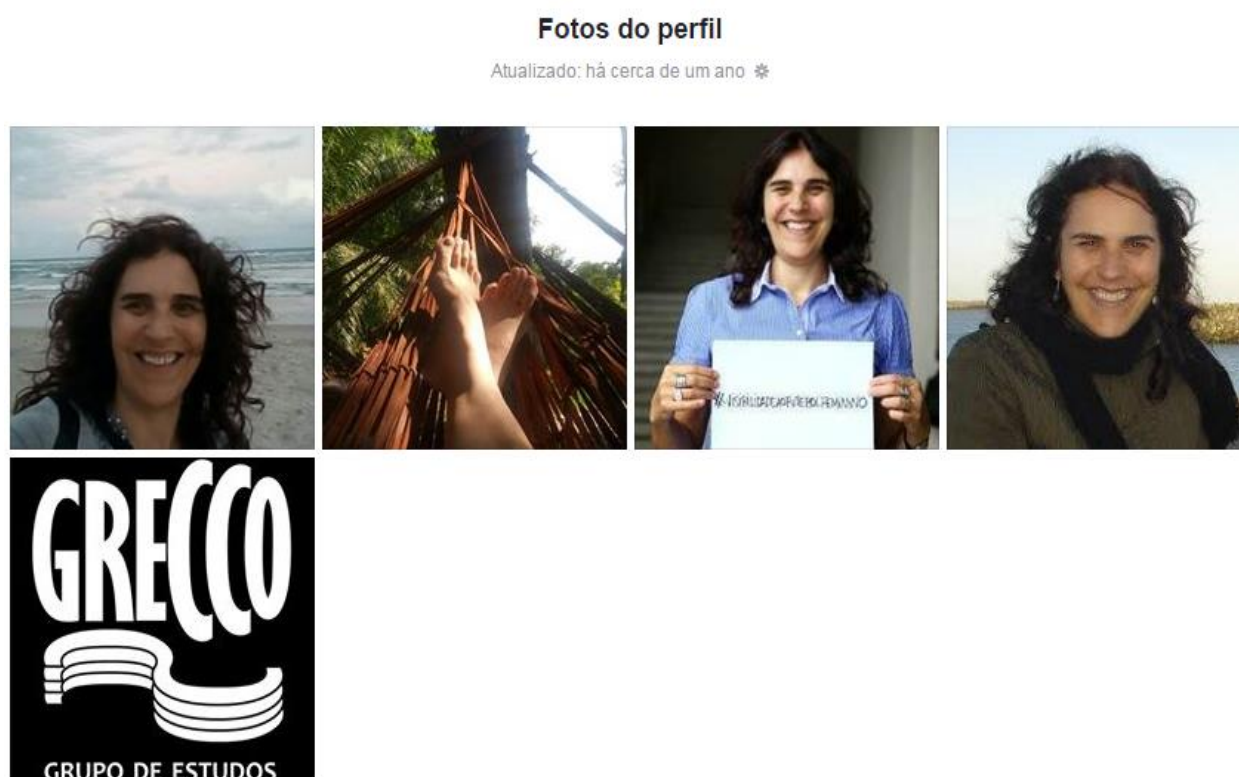 Fotos do perfil
Atualizado: há cerca de um ano
GRECCO
GRUPO DE ESTUDOS